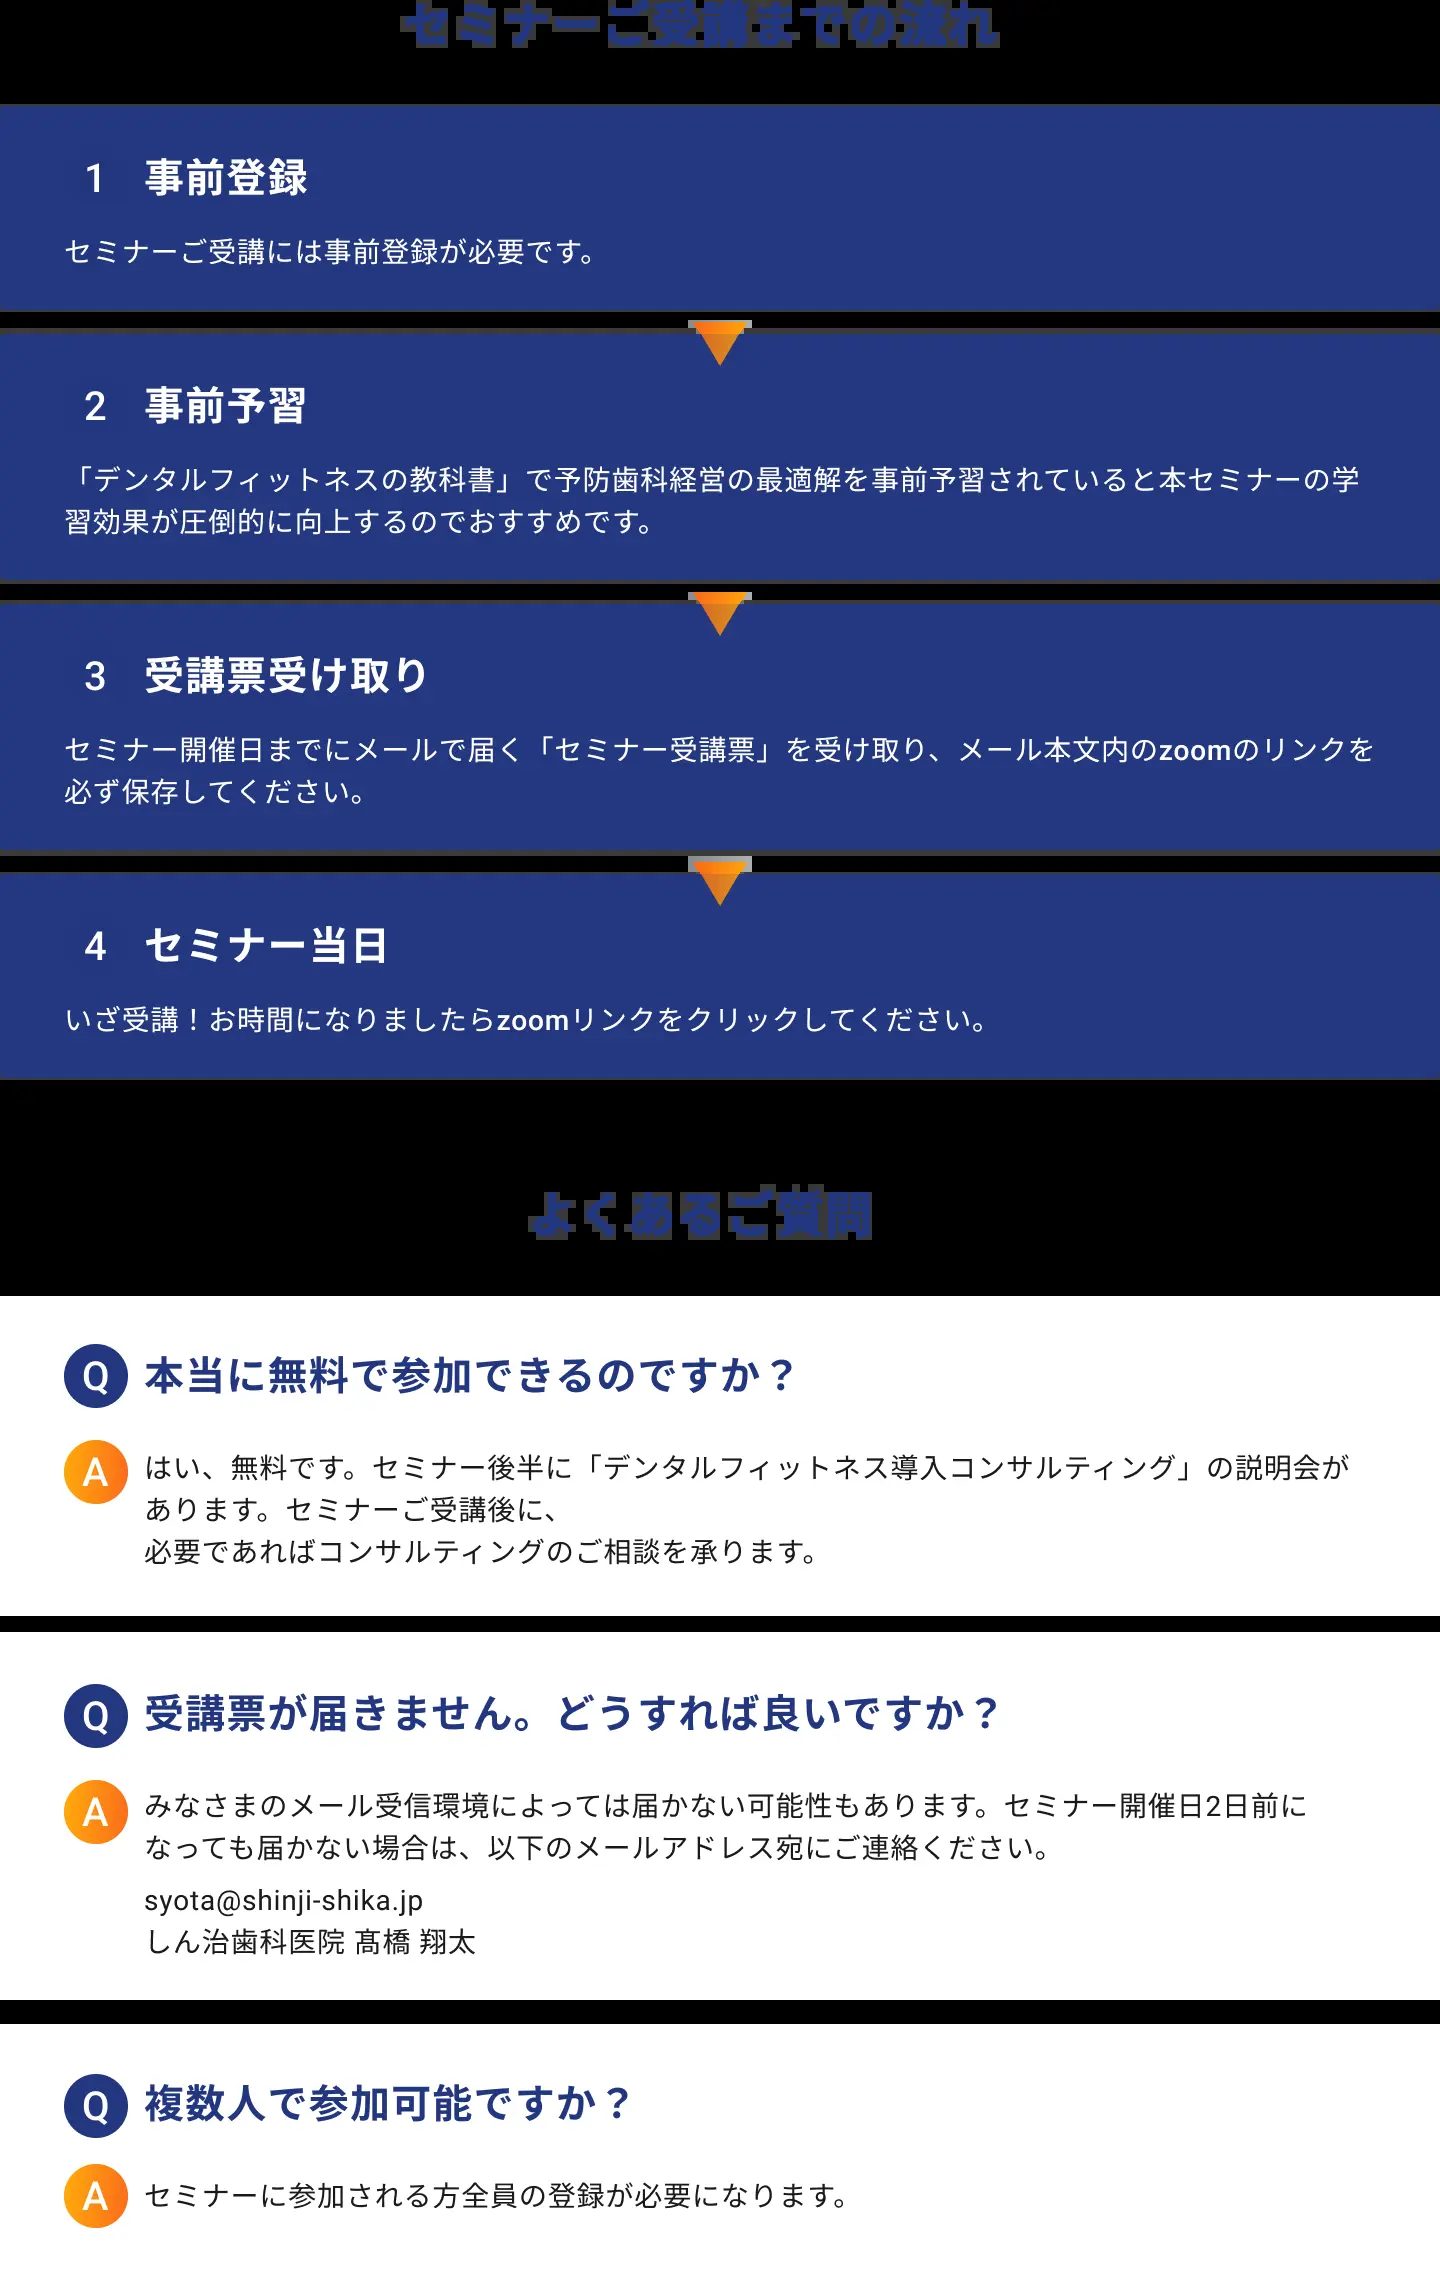 セミナーご受講までの流れ
1 事前登録
セミナーご受講には事前登録が必要です。
2 事前予習
「デンタルフィットネスの教科書」で予防歯科経営の最適解を事前予習されていると本セミナーの学
習効果が圧倒的に向上するのでおすすめです。
3 受講票受け取り
セミナー開催日までにメールで届く「セミナー受講票」を受け取り、メール本文内のzoomのリンクを
必ず保存してください。
4 セミナー当日
いざ受講！お時間になりましたらzoomリンクをクリックしてください。
よくあるご質問
Q 本当に無料で参加できるのですか？
A はい、無料です。セミナー後半に「デンタルフィットネス導入コンサルティング」の説明会が
あります。セミナーご受講後に、
必要であればコンサルティングのご相談を承ります。
Q 受講票が届きません。どうすれば良いですか？
A みなさまのメール受信環境によっては届かない可能性もあります。セミナー開催日2日前に
なっても届かない場合は、以下のメールアドレス宛にご連絡ください。
syota@shinji-shika.jp
しん治歯科医院 髙橋 翔太
Q 複数人で参加可能ですか？
A セミナーに参加される方全員の登録が必要になります。